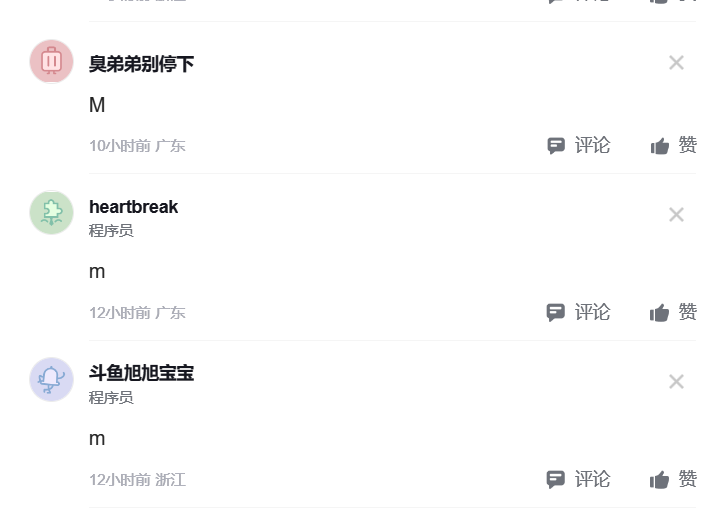 臭弟弟别停下
M
10小时前 广东 评论 赞
heartbreak
程序员
m
12小时前 广东 评论 赞
斗鱼旭旭宝宝
程序员
m
12小时前 浙江 评论 赞